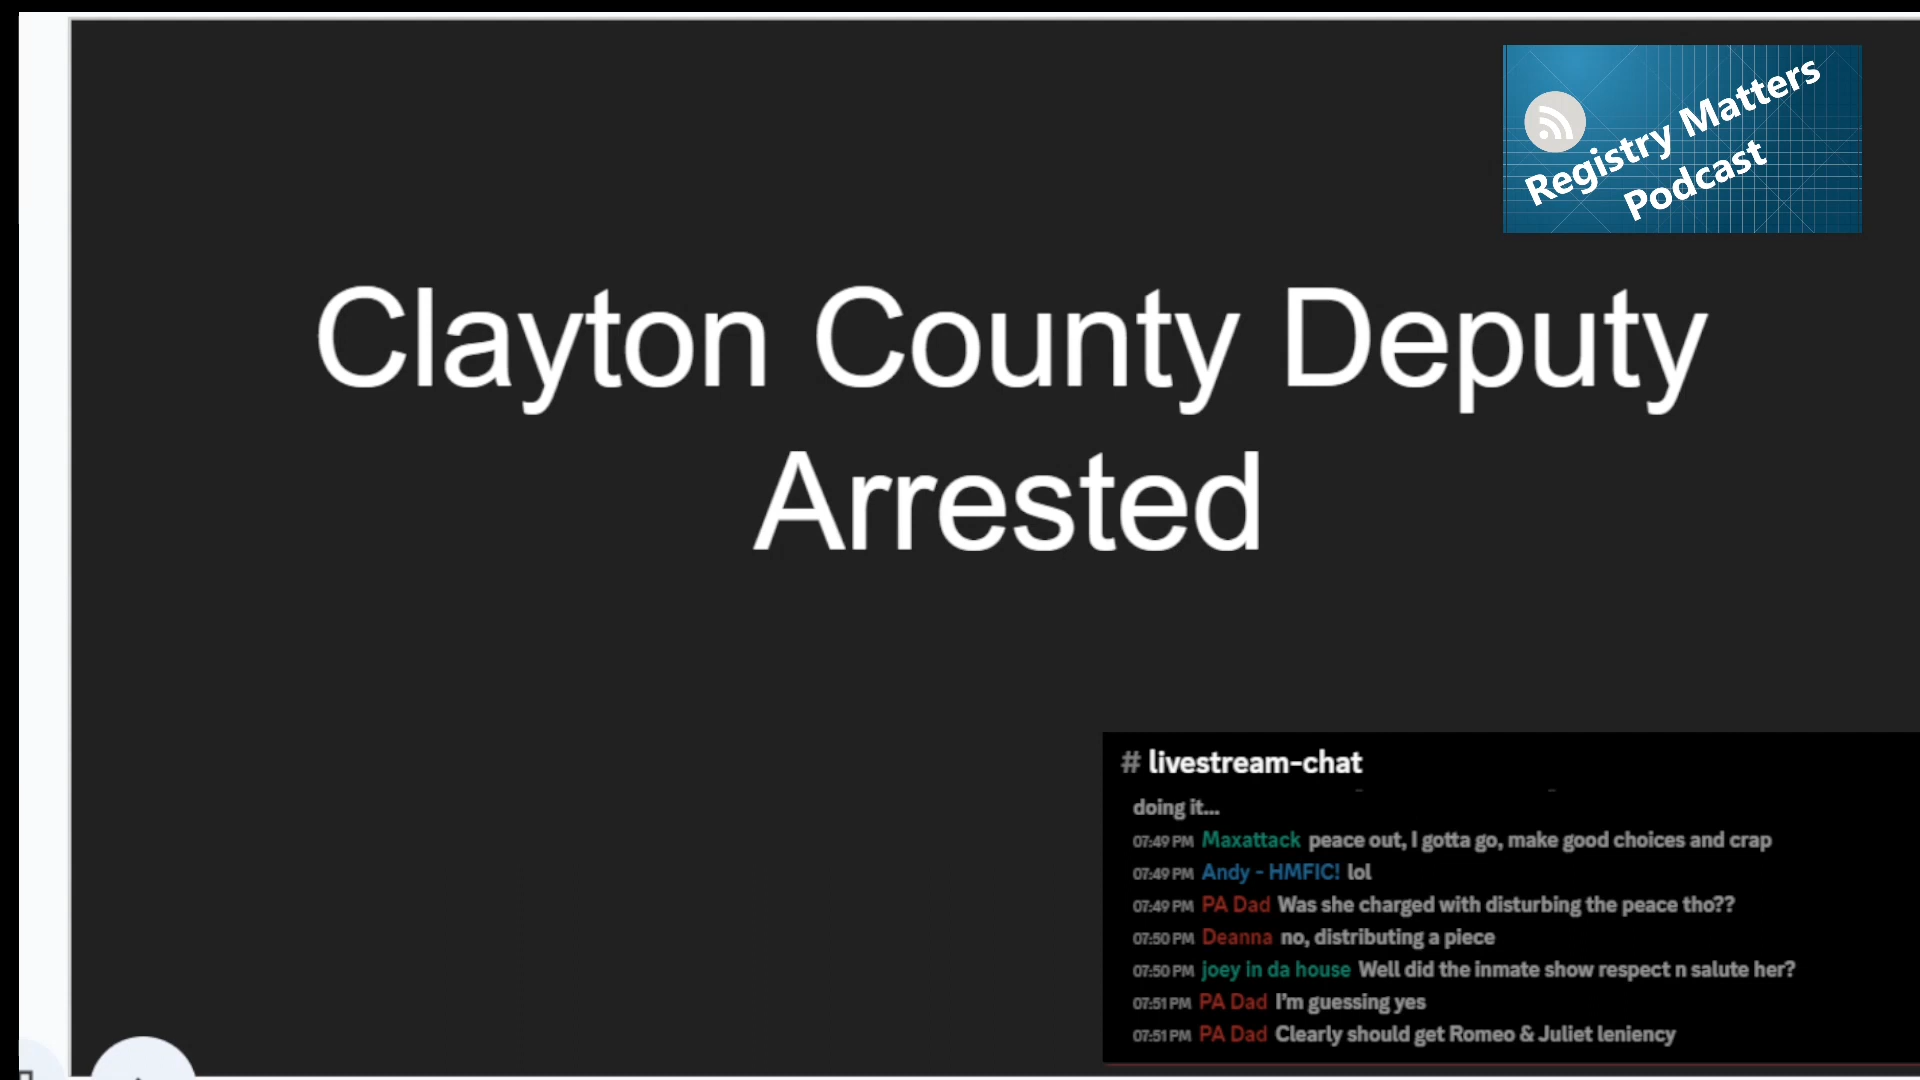 Registry Matters
Podcast
Clayton County Deputy
Arrested
# livestream-chat
doing it...
07:49 PM Maxattack peace out, I gotta go, make good choices and crap
07:49 PM Andy - HMFIC! lol
07:49 PM PA Dad Was she charged with disturbing the peace tho??
07:50 PM Deanna no, distributing a piece
07:50 PM joey in da house Well did the inmate show respect n salute her?
07:51 PM PA Dad I'm guessing yes
07:51 PM PA Dad Clearly should get Romeo & Juliet leniency